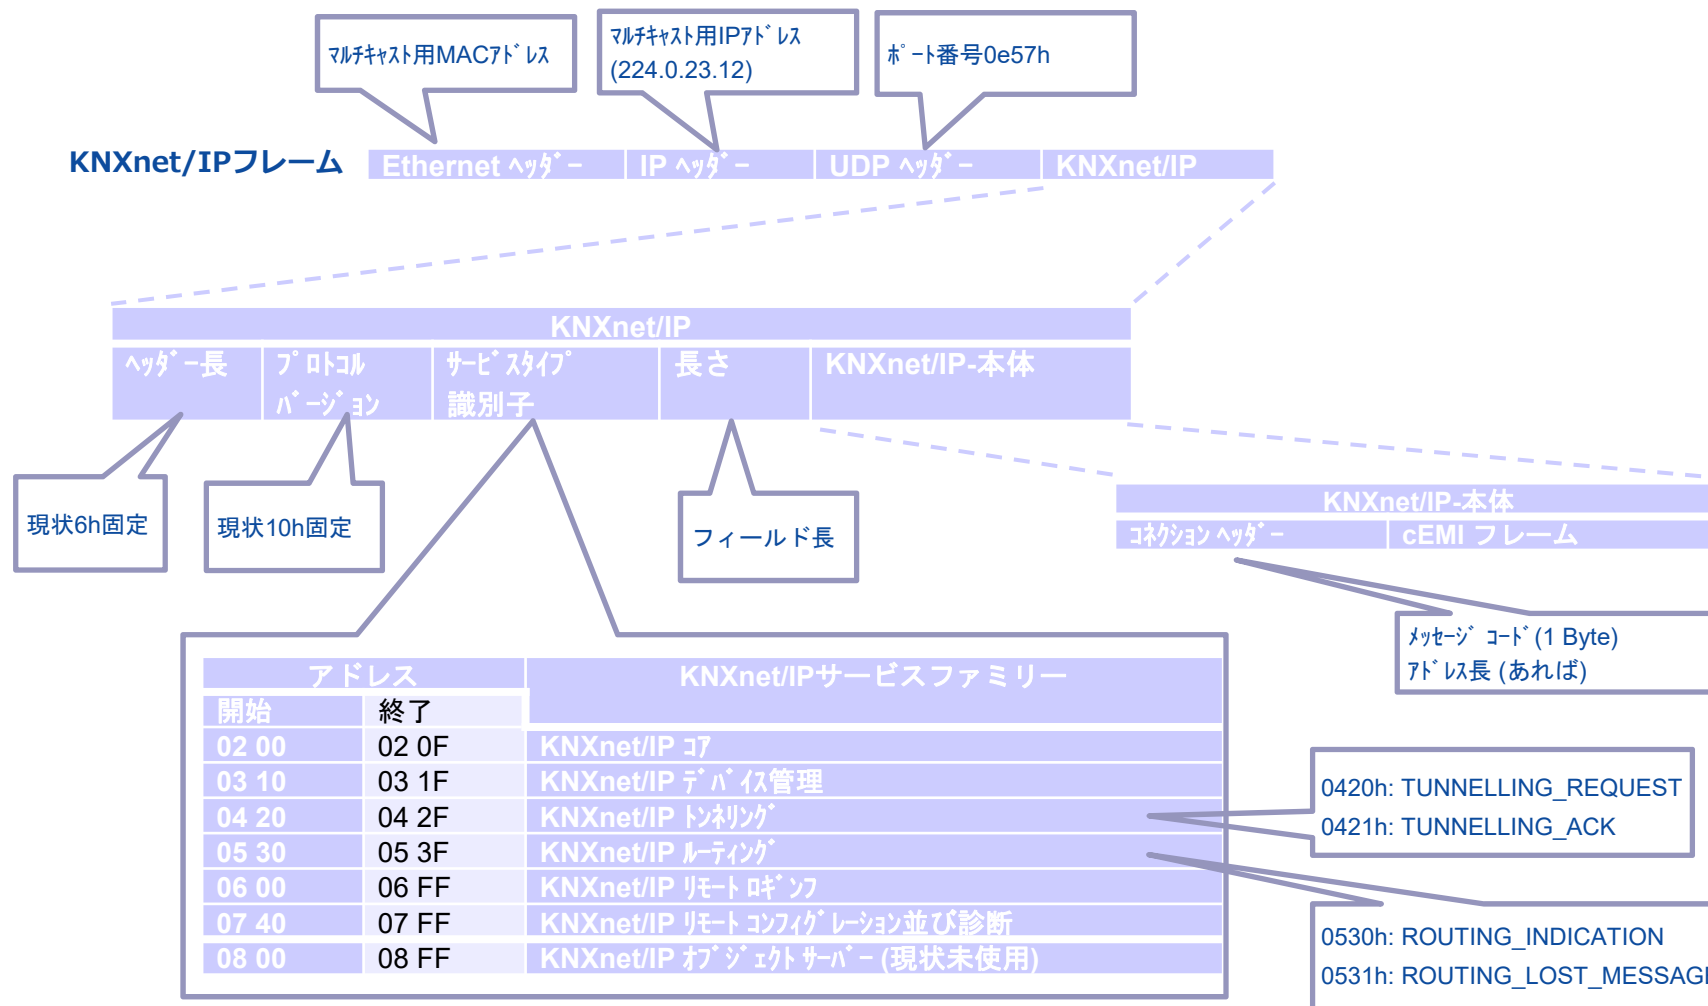 ﾏﾙﾁｷｬｽﾄ用MACｱﾄﾞﾚｽ
ﾏﾙﾁｷｬｽﾄ用IPｱﾄﾞﾚｽ
(224.0.23.12)
ﾎﾟｰﾄ番号0e57h
KNXnet/IPフレーム
Ethernet ﾍｯﾀﾞｰ
IP ﾍｯﾀﾞｰ
UDP ﾍｯﾀﾞｰ
KNXnet/IP
KNXnet/IP
ﾍｯﾀﾞｰ長
ﾌﾟﾛﾄｺﾙ
ﾊﾞｰｼﾞｮﾝ
ｻｰﾋﾞｽﾀｲﾌﾟ
識別子
長さ
KNXnet/IP-本体
現状6h固定
現状10h固定
フィールド長
KNXnet/IP-本体
ｺﾈｸｼｮﾝ ﾍｯﾀﾞｰ
cEMI フレーム
ﾒｯｾｰｼﾞ ｺｰﾄﾞ(1 Byte)
ｱﾄﾞﾚｽ長 (あれば)
アドレス
KNXnet/IPサービスファミリー
開始 終了
02 00 02 0F KNXnet/IP ｺｱ
03 10 03 1F KNXnet/IP ﾃﾞﾊﾞｲｽ管理
04 20 04 2F KNXnet/IP ﾄﾝﾈﾘﾝｸﾞ
05 30 05 3F KNXnet/IP ﾙｰﾃｨﾝｸﾞ
06 00 06 FF KNXnet/IP ﾘﾓｰﾄ ﾛｷﾞﾝﾌ
07 40 07 FF KNXnet/IP ﾘﾓｰﾄ ｺﾝﾌｨｸﾞﾚｰｼｮﾝ並び診断
08 00 08 FF KNXnet/IP ｵﾌﾞｼﾞｪｸﾄ ｻｰﾊﾞｰ (現状未使用)
0420h: TUNNELLING_REQUEST
0421h: TUNNELLING_ACK
0530h: ROUTING_INDICATION
0531h: ROUTING_LOST_MESSAG